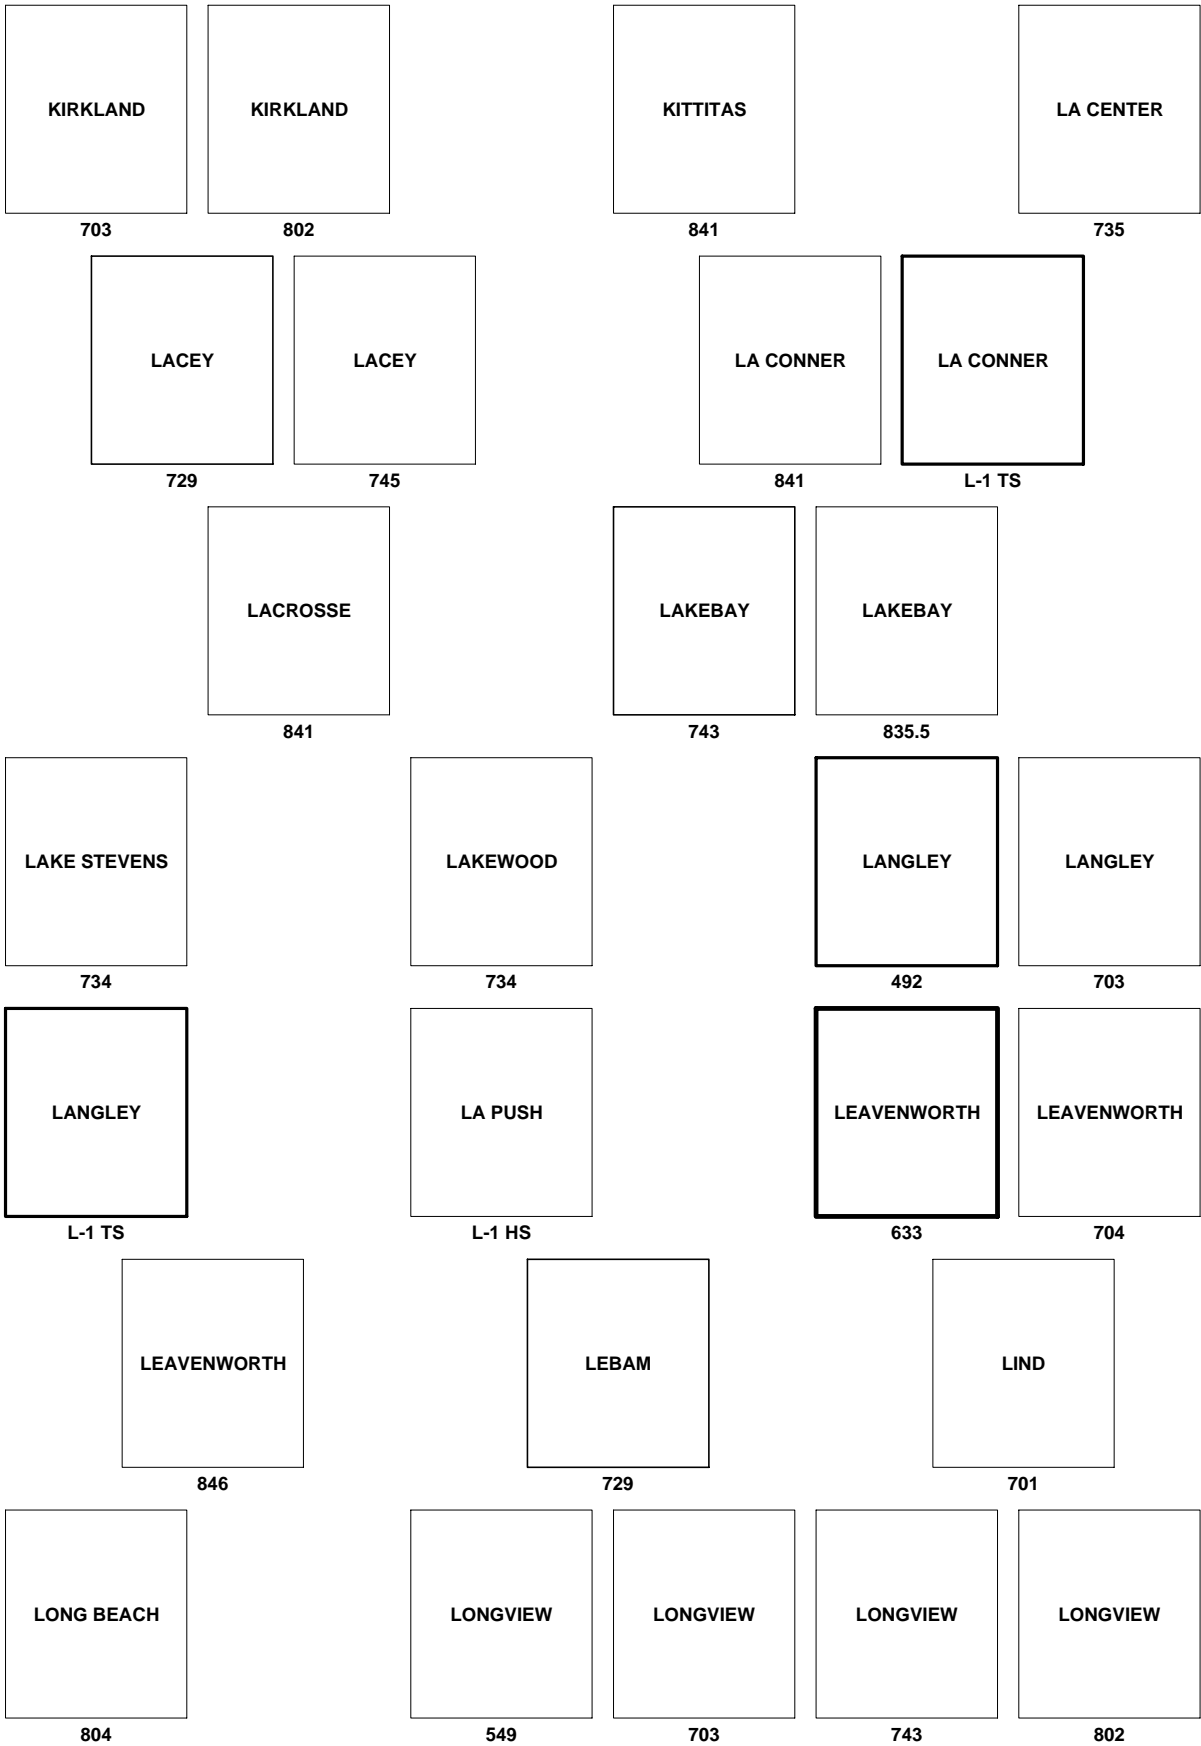 KIRKLAND KIRKLAND KITTITAS LA CENTER
703 802 841 735
LACEY LACEY LA CONNER LA CONNER
729 745 841 L-1 TS
LACROSSE LAKEBAY LAKEBAY
841 743 835.5
LAKE STEVENS LAKEWOOD LANGLEY LANGLEY
734 734 492 703
LANGLEY LA PUSH LEAVENWORTH LEAVENWORTH
L-1 TS L-1 HS 633 704
LEAVENWORTH LEBAM LIND
846 729 701
LONG BEACH LONGVIEW LONGVIEW LONGVIEW LONGVIEW
804 549 703 743 802